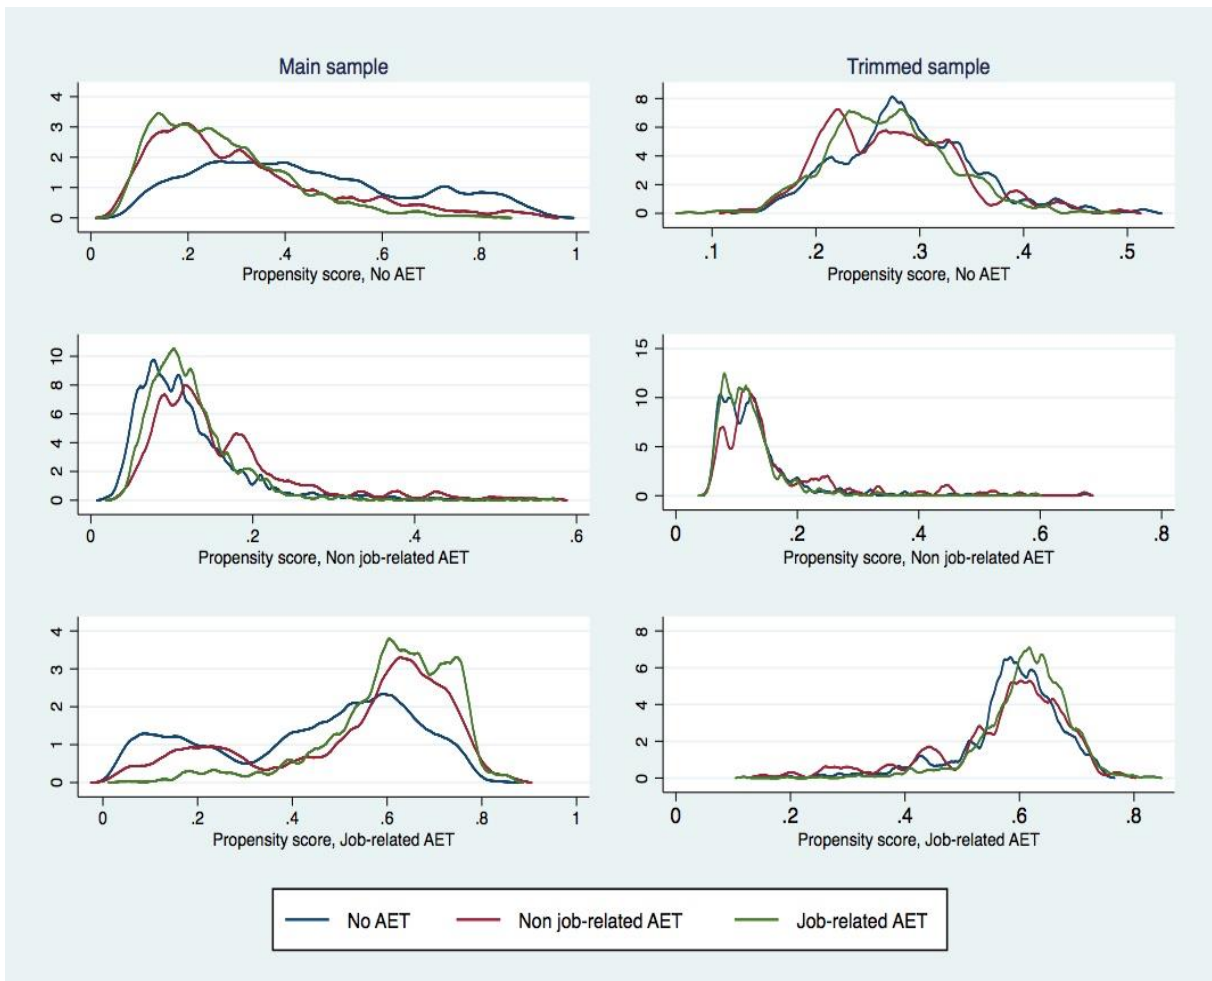 Main sample
Trimmed sample
0 1 2 3 4
0 .2 .4 .6 .8 1
Propensity score, No AET
0 2 4 6 8
.1 .2 .3 .4 .5
Propensity score, No AET
0 2 4 6 8 10
0 .2 .4 .6
Propensity score, Non job-related AET
0 5 10 15
0 .2 .4 .6 .8
Propensity score, Non job-related AET
0 1 2 3 4
0 .2 .4 .6 .8 1
Propensity score, Job-related AET
0 2 4 6 8
0 .2 .4 .6 .8
Propensity score, Job-related AET
No AET Non job-related AET Job-related AET